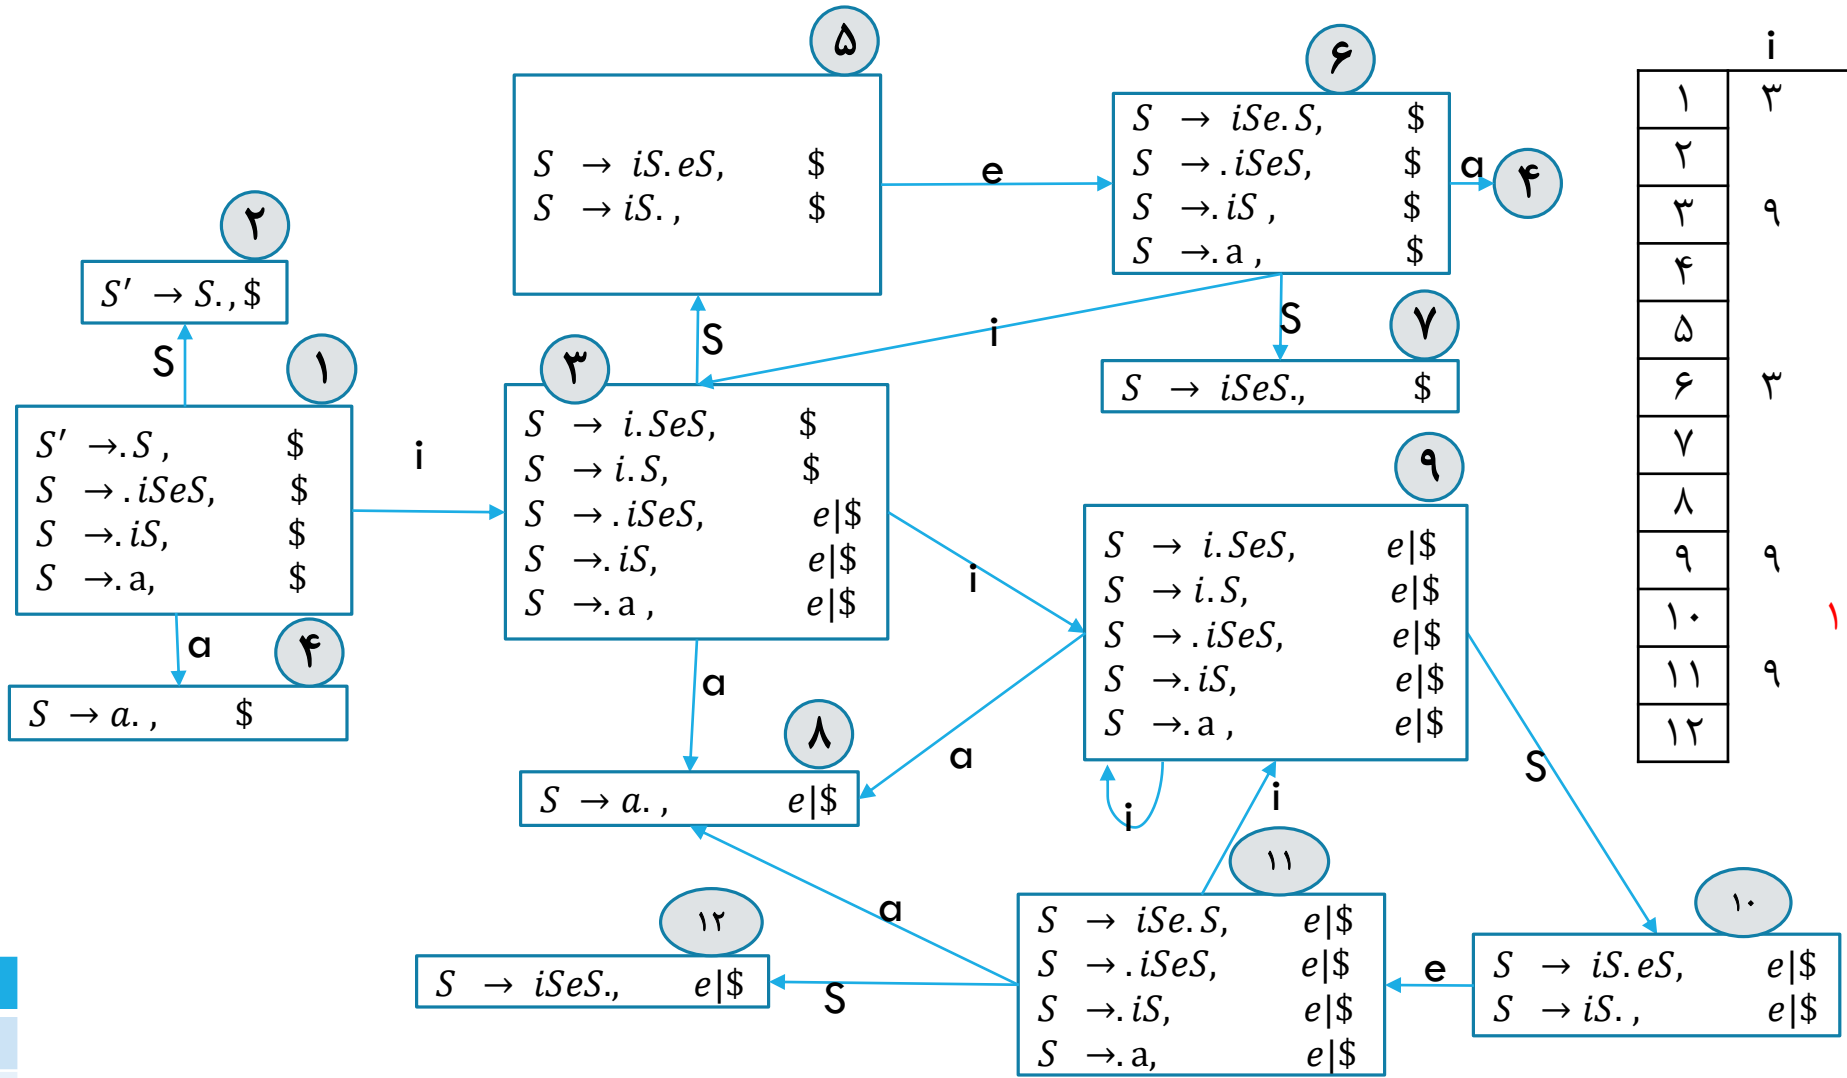 ۲
S′ → S., $
S
۱
S′ →. S , $
S → . iSeS, $
S →. iS, $
S →. a, $
a
۴
S → a. , $
i
۵
S → iS. eS, $
S → iS. , $
e
S
۳
S → i. SeS, $
S → i. S, $
S → . iSeS, e|$
S →. iS, e|$
S →. a , e|$
a
i
۸
S → a. , e|$
۶
S → iSe. S, $
S → . iSeS, $
S →. iS , $
S →. a , $
a
۴
i
S
۷
S → iSeS., $
۹
S → i. SeS, e|$
S → i. S, e|$
S → . iSeS, e|$
S →. iS, e|$
S →. a , e|$
a
i
i
S
۱۰
S → iS. eS, e|$
S → iS. , e|$
e
۱۱
S → iSe. S, e|$
S → . iSeS, e|$
S →. iS, e|$
S →. a, e|$
a
S
۱۲
S → iSeS., e|$
i
۱ ۳
۲
۳ ۹
۴
۵
۶ ۳
۷
۸
۹ ۹
۱۰ ۱
۱۱ ۹
۱۲